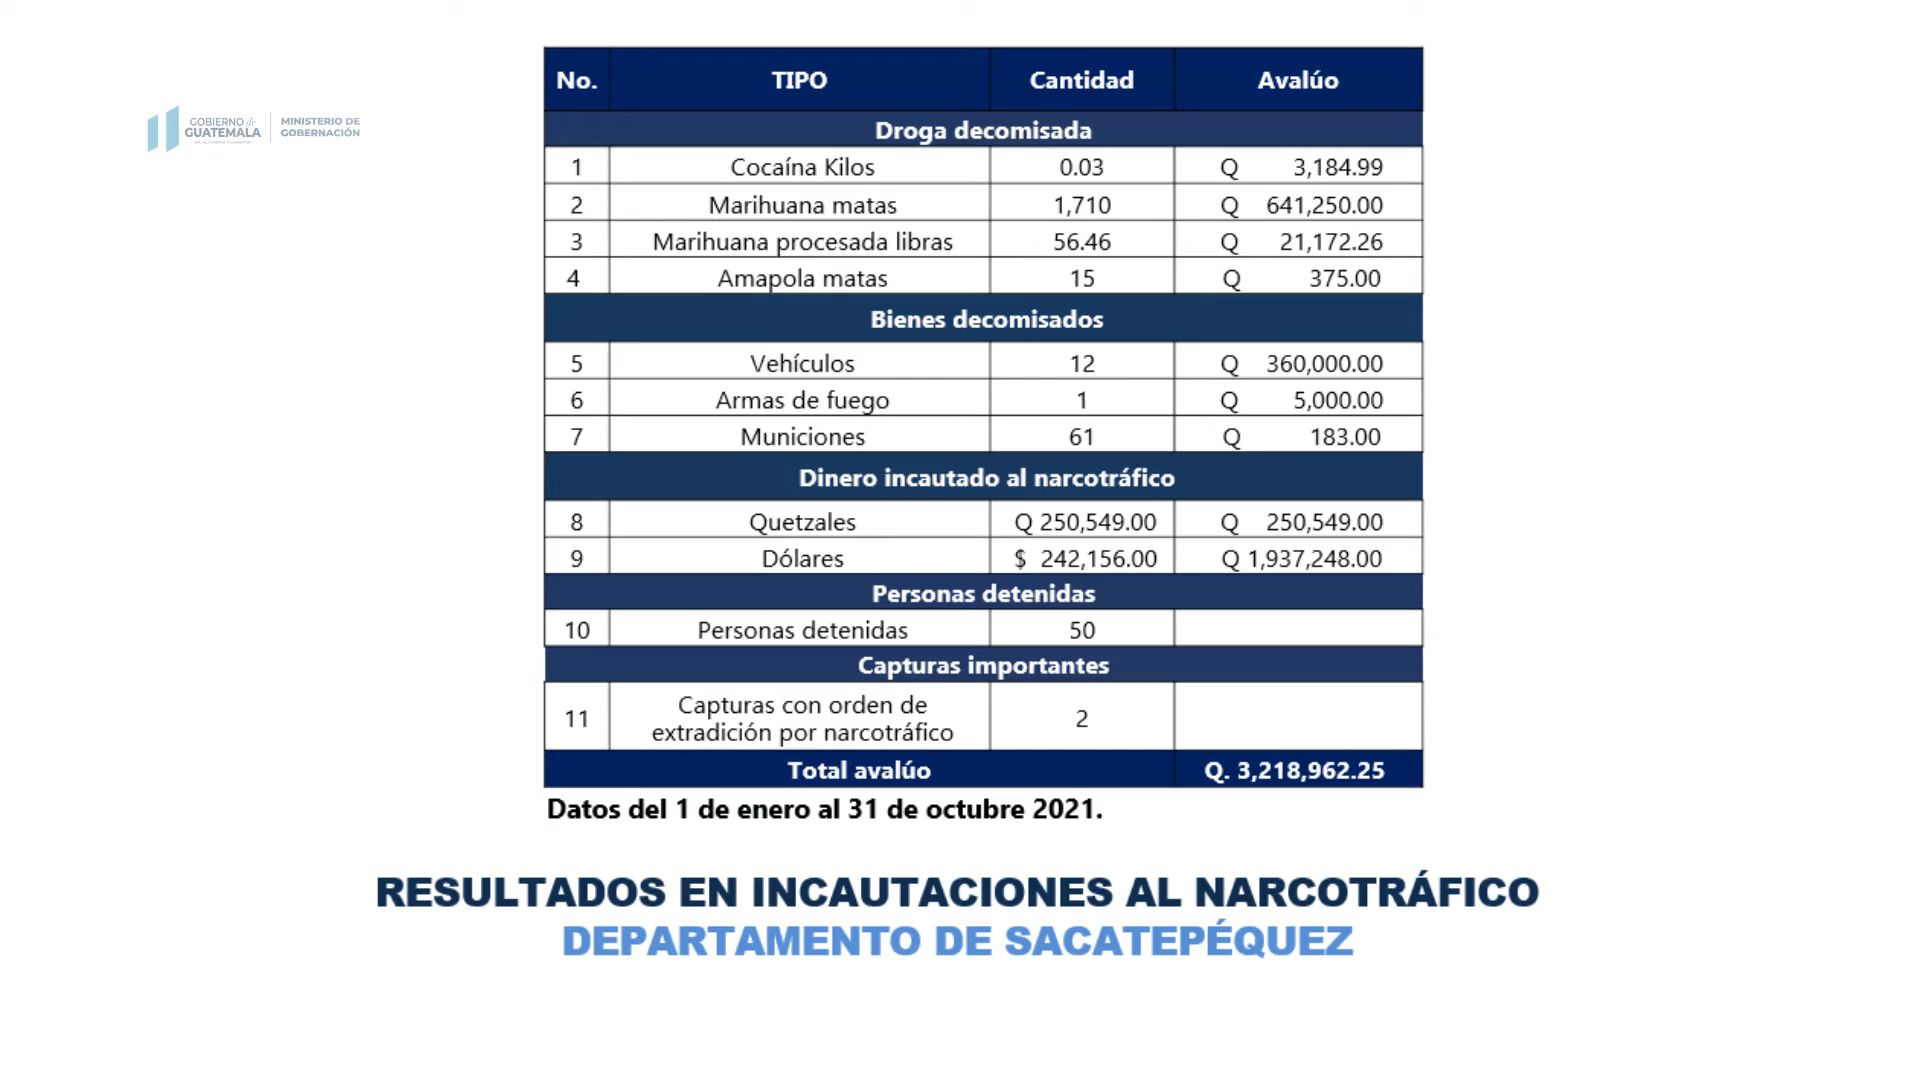 GOBIERNO de
GUATEMALA
MINISTERIO DE
GOBERNACIÓN
No. TIPO Cantidad Avalúo
Droga decomisada
1 Cocaína Kilos 0.03 Q 3,184.99
2 Marihuana matas 1,710 Q 641,250.00
3 Marihuana procesada libras 56.46 Q 21,172.26
4 Amapola matas 15 Q 375.00
Bienes decomisados
5 Vehículos 12 Q 360,000.00
6 Armas de fuego 1 Q 5,000.00
7 Municiones 61 Q 183.00
Dinero incautado al narcotráfico
8 Quetzales Q 250,549.00 Q 250,549.00
9 Dólares $ 242,156.00 Q 1,937,248.00
Personas detenidas
10 Personas detenidas 50
Capturas importantes
11 Capturas con orden de
extradición por narcotráfico 2
Total avalúo Q. 3,218,962.25
Datos del 1 de enero al 31 de octubre 2021.
RESULTADOS EN INCAUTACIONES AL NARCOTRÁFICO
DEPARTAMENTO DE SACATEPÉQUEZ